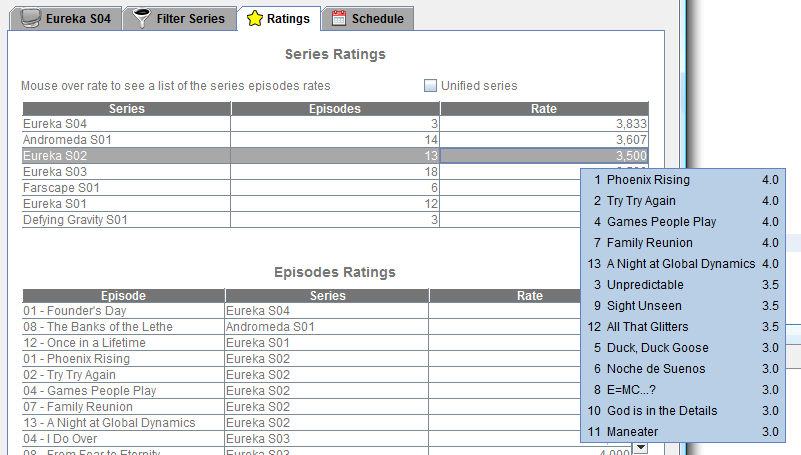 Eureka S04 Filter Series Ratings Schedule
Series Ratings
Mouse over rate to see a list of the series episodes rates Unified series
Series Episodes Rate
Eureka S04 3 3,833
Andromeda S01 14 3,607
Eureka S02 13 3,500
Eureka S03 18
Farscape S01 6
Eureka S01 12
Defying Gravity S01 3
1 Phoenix Rising 4.0
2 Try Try Again 4.0
4 Games People Play 4.0
7 Family Reunion 4.0
13 A Night at Global Dynamics 4.0
3 Unpredictable 3.5
9 Sight Unseen 3.5
12 All That Glitters 3.5
5 Duck, Duck Goose 3.0
6 Noche de Suenos 3.0
8 E=MC...? 3.0
10 God is in the Details 3.0
11 Maneater 3.0
Episodes Ratings
Episode Series Rate
01 - Founder's Day Eureka S04
08 - The Banks of the Lethe Andromeda S01
12 - Once in a Lifetime Eureka S01
01 - Phoenix Rising Eureka S02
02 - Try Try Again Eureka S02
04 - Games People Play Eureka S02
07 - Family Reunion Eureka S02
13 - A Night at Global Dynamics Eureka S02
04 - I Do Over Eureka S03
08 - From Fear to Eternity Eureka S03 4,000